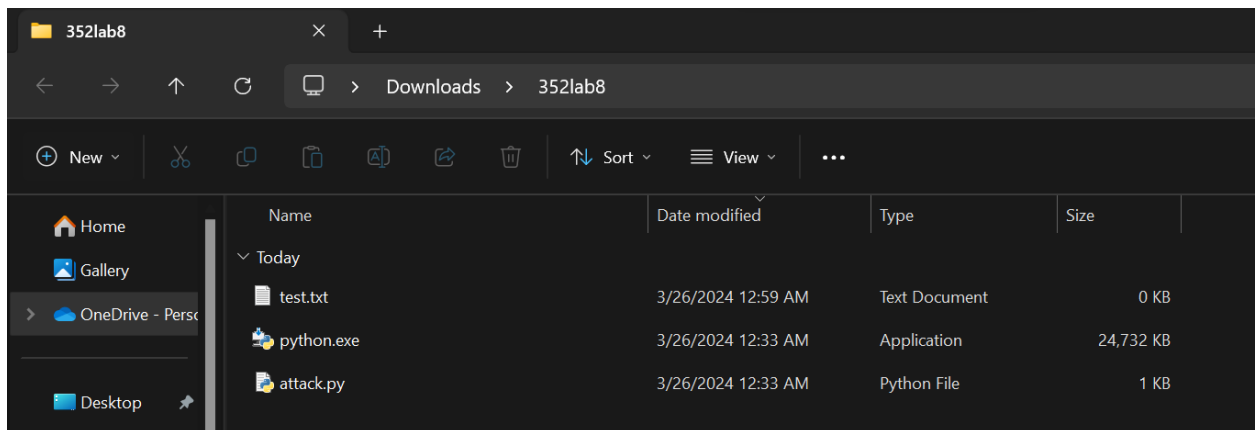 352lab8
Downloads > 352lab8
New
Sort
View
Name Date modified Type Size
Home
Gallery
OneDrive - Perso
Desktop
Today
test.txt 3/26/2024 12:59 AM Text Document 0 KB
python.exe 3/26/2024 12:33 AM Application 24,732 KB
attack.py 3/26/2024 12:33 AM Python File 1 KB